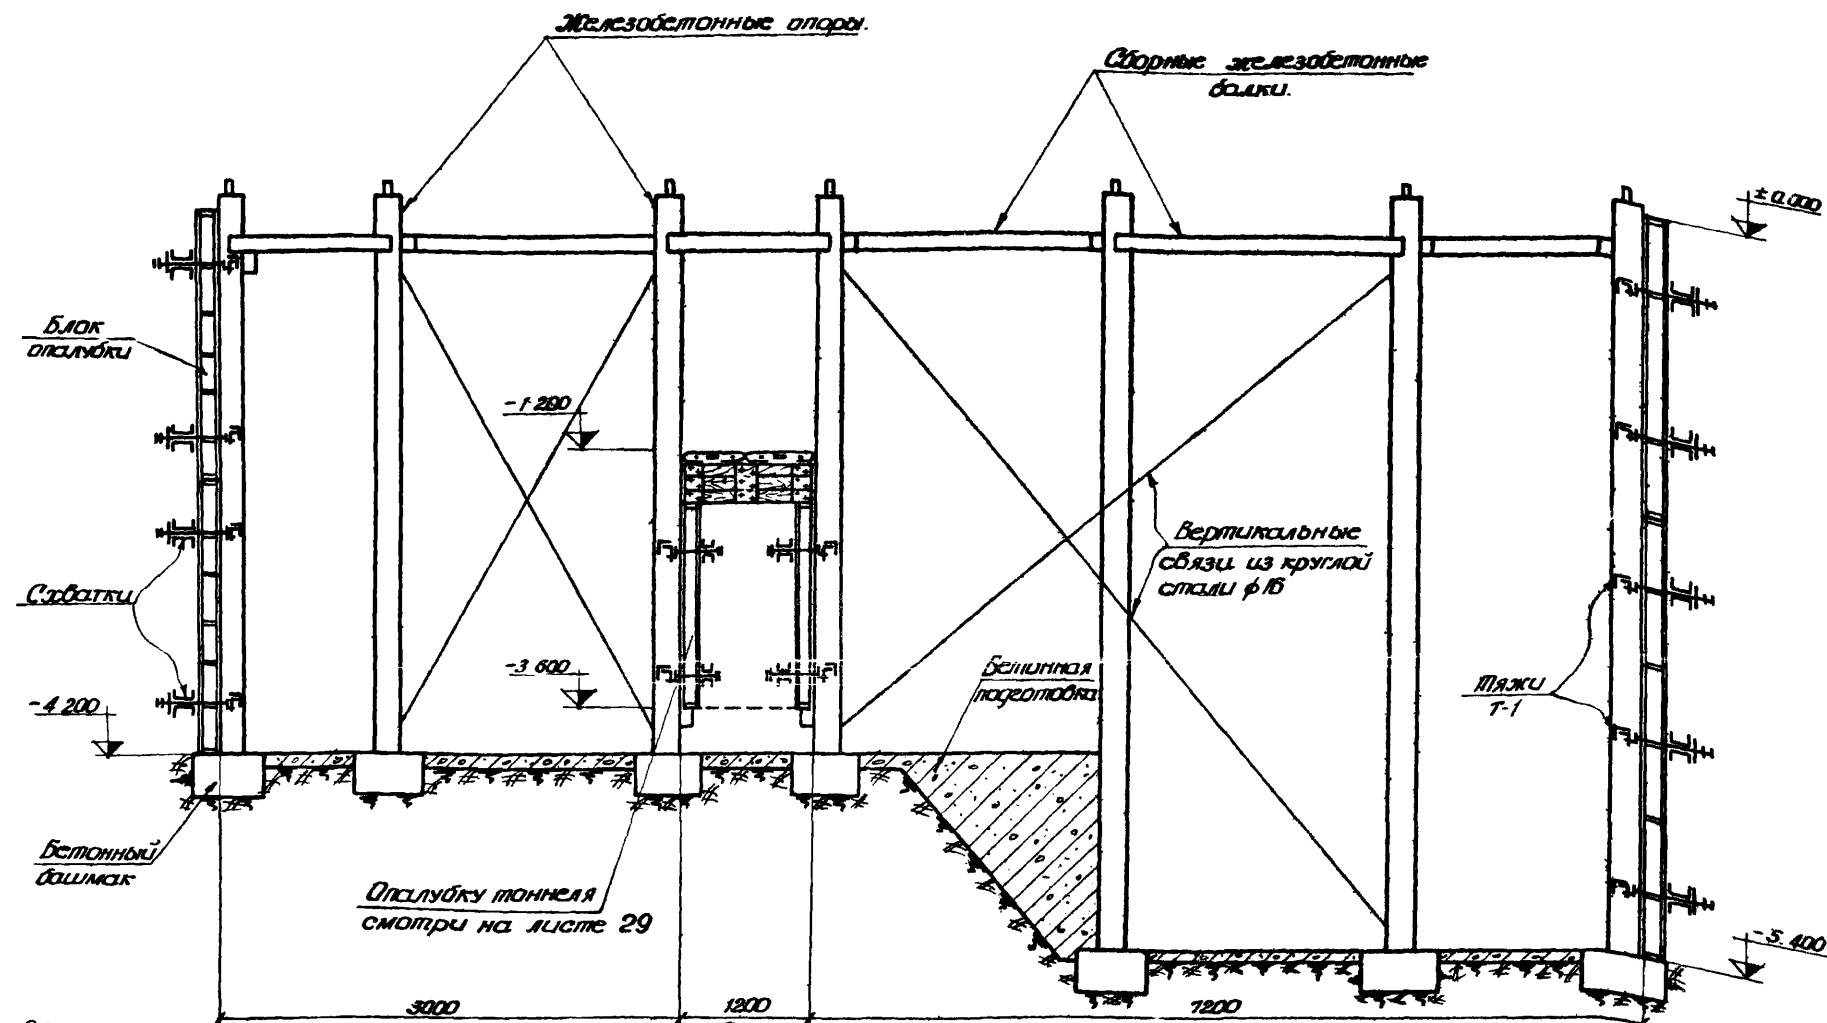 Железобетонные опоры.
Сборные железобетонные
балки.
±0.000
Блок
опалубки
-1 200
Вертикальные
связи из круглой
стали ф16
Схватки
-3 600
Бетонная
подготовка
Тяжи
Т-1
-4 200
Бетонный
башмак
Опалубку тоннеля
смотри на листе 29
-5.400
3000
1200
7200